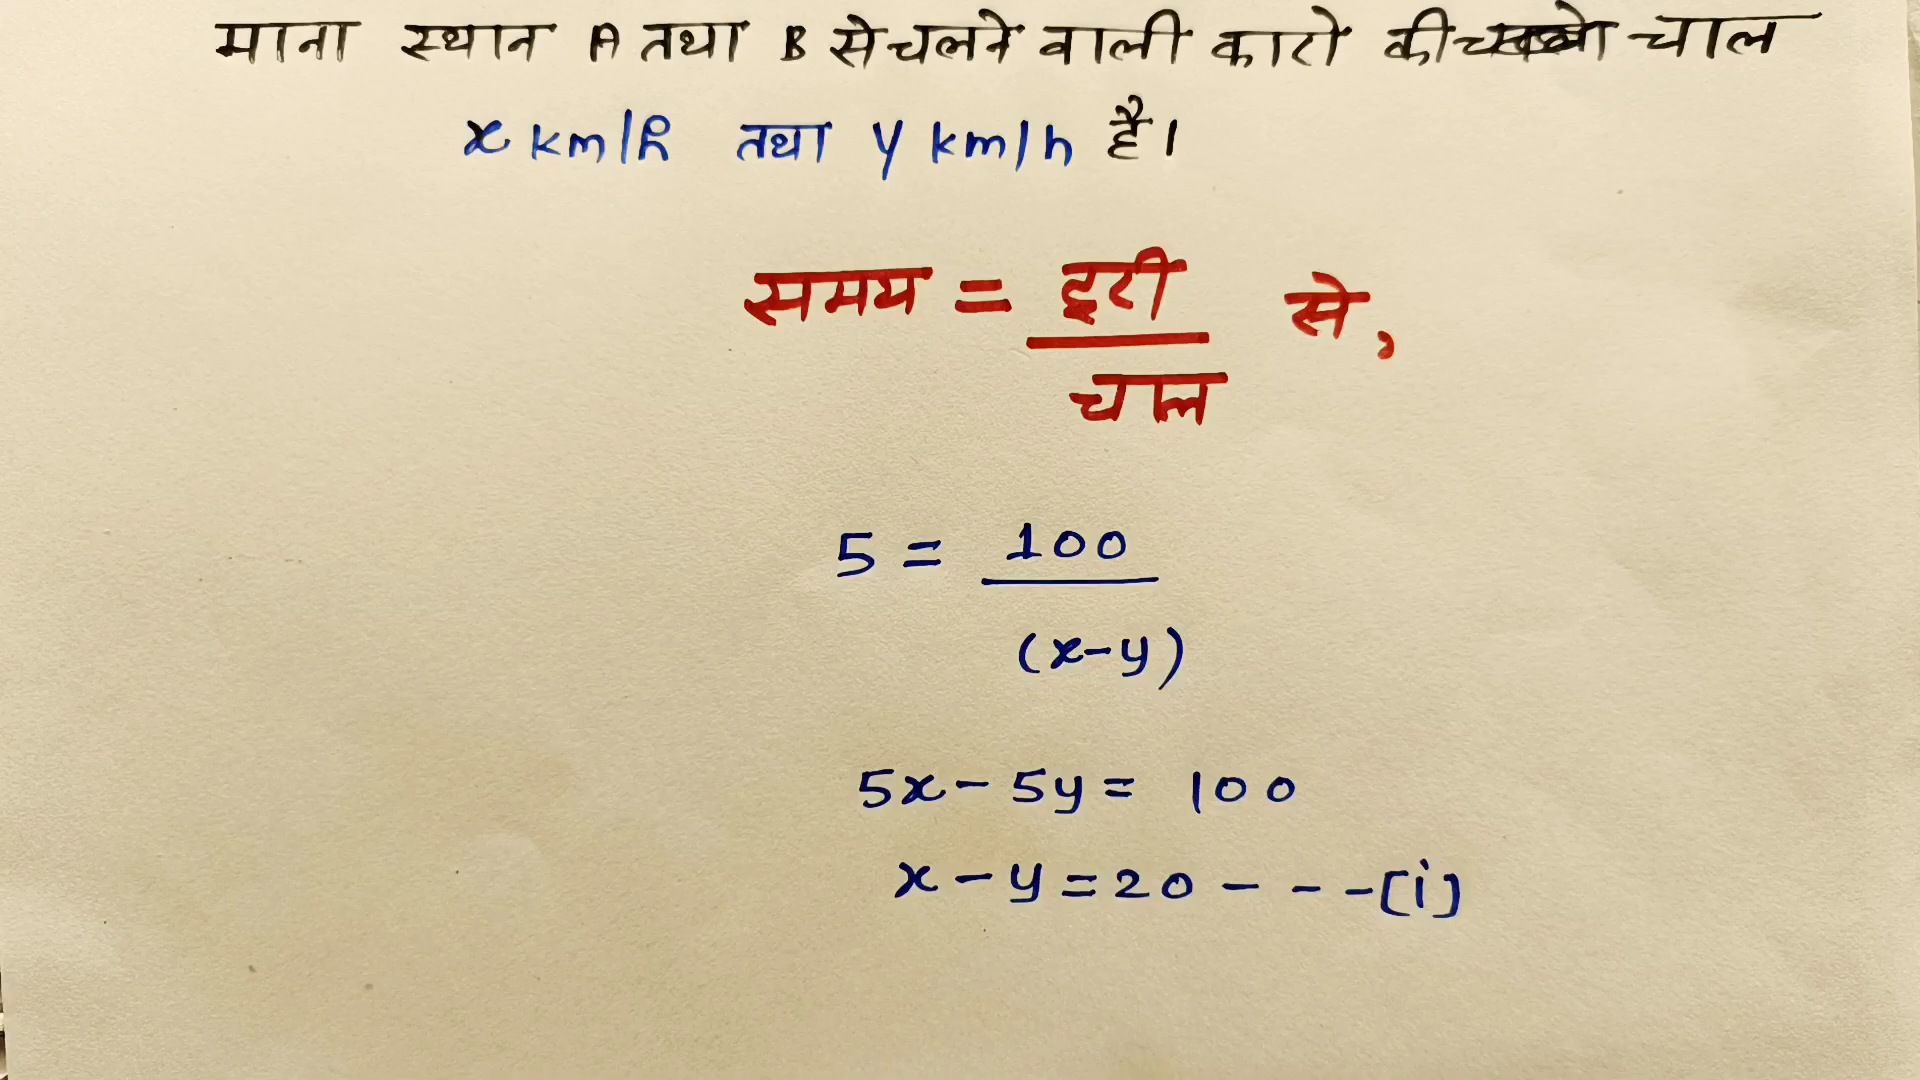 माना स्थान A तथा B से चलने वाली कारो की चाल
x km/h तथा y km/h है।
समय = दूरी / चाल से,
5 = 100 / (x-y)
5x - 5y = 100
x - y = 20 - - - [i]